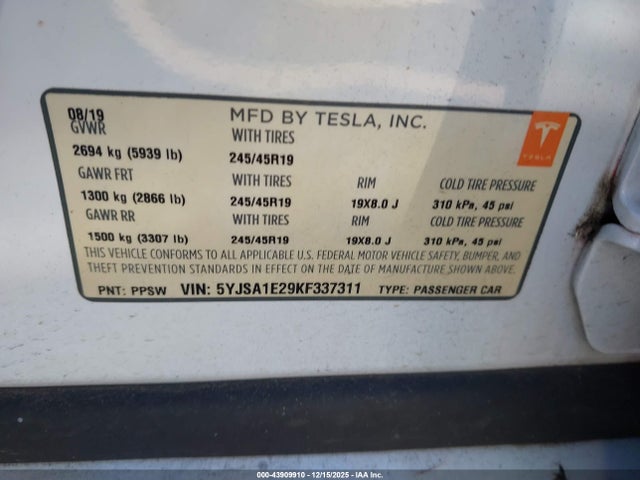 08/19 MFD BY TESLA, INC.
GVWR WITH TIRES
2694 kg (5939 lb) 245/45R19
TESLA
GAWR FRT WITH TIRES RIM COLD TIRE PRESSURE
1300 kg (2866 lb) 245/45R19 19X8.0 J 310 kPa, 45 psi
GAWR RR WITH TIRES RIM COLD TIRE PRESSURE
1500 kg (3307 lb) 245/45R19 19X8.0 J 310 kPa, 45 psi
THIS VEHICLE CONFORMS TO ALL APPLICABLE U.S. FEDERAL MOTOR VEHICLE SAFETY, BUMPER, AND
THEFT PREVENTION STANDARDS IN EFFECT ON THE DATE OF MANUFACTURE SHOWN ABOVE.
PNT: PPSW VIN: 5YJSA1E29KF337311 TYPE: PASSENGER CAR
000-43909910 - 12/15/2025 - IAA Inc.